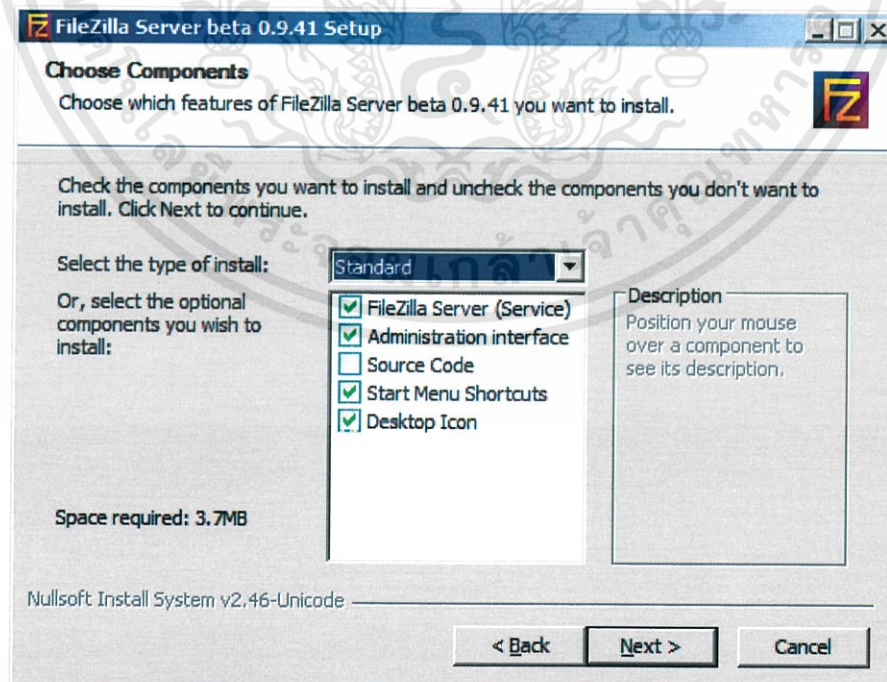 FileZilla Server beta 0.9.41 Setup
Choose Components
Choose which features of FileZilla Server beta 0.9.41 you want to install.
Check the components you want to install and uncheck the components you don't want to
install. Click Next to continue.
Select the type of install:
Standard
Or, select the optional
components you wish to
install:
FileZilla Server (Service)
Administration interface
Source Code
Start Menu Shortcuts
Desktop Icon
Description
Position your mouse
over a component to
see its description.
Space required: 3.7MB
Nullsoft Install System v2.46-Unicode
< Back
Next >
Cancel